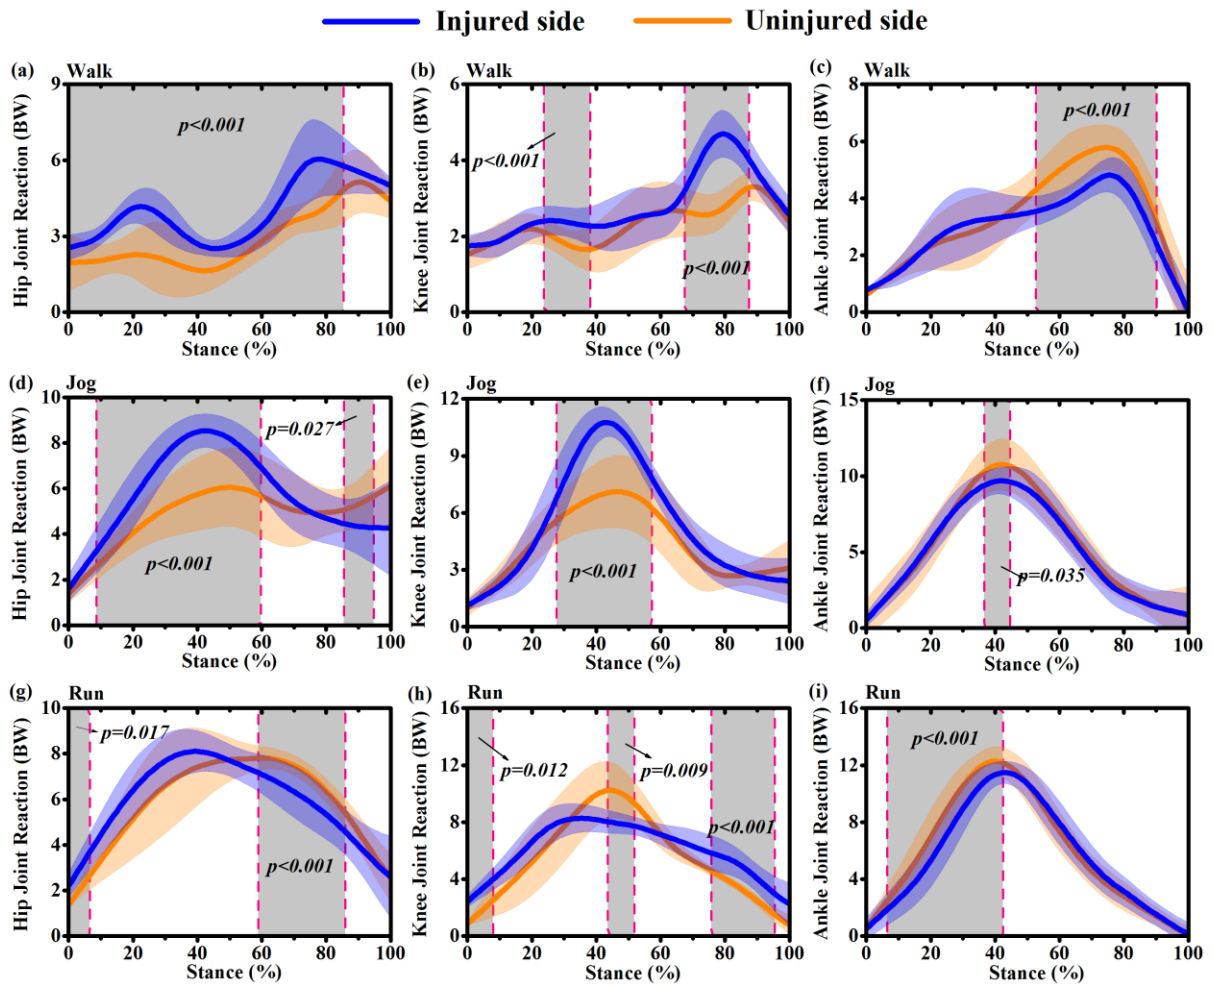 Injured side Uninjured side
(a) Walk
Hip Joint Reaction (BW)
9
6
3
0
p<0.001
0 20 40 60 80 100
Stance (%)
(b) Walk
Knee Joint Reaction (BW)
6
4
2
0
p<0.001
p<0.001
0 20 40 60 80 100
Stance (%)
(c) Walk
Ankle Joint Reaction (BW)
8
6
4
2
0
p<0.001
0 20 40 60 80 100
Stance (%)
(d) Jog
Hip Joint Reaction (BW)
10
8
6
4
2
0
p=0.027
p<0.001
0 20 40 60 80 100
Stance (%)
(e) Jog
Knee Joint Reaction (BW)
12
9
6
3
0
p<0.001
0 20 40 60 80 100
Stance (%)
(f) Jog
Ankle Joint Reaction (BW)
15
10
5
0
p=0.035
0 20 40 60 80 100
Stance (%)
(g) Run
Hip Joint Reaction (BW)
10
8
6
4
2
0
p=0.017
p<0.001
0 20 40 60 80 100
Stance (%)
(h) Run
Knee Joint Reaction (BW)
16
12
8
4
0
p=0.012
p=0.009
p<0.001
0 20 40 60 80 100
Stance (%)
(i) Run
Ankle Joint Reaction (BW)
16
12
8
4
0
p<0.001
0 20 40 60 80 100
Stance (%)